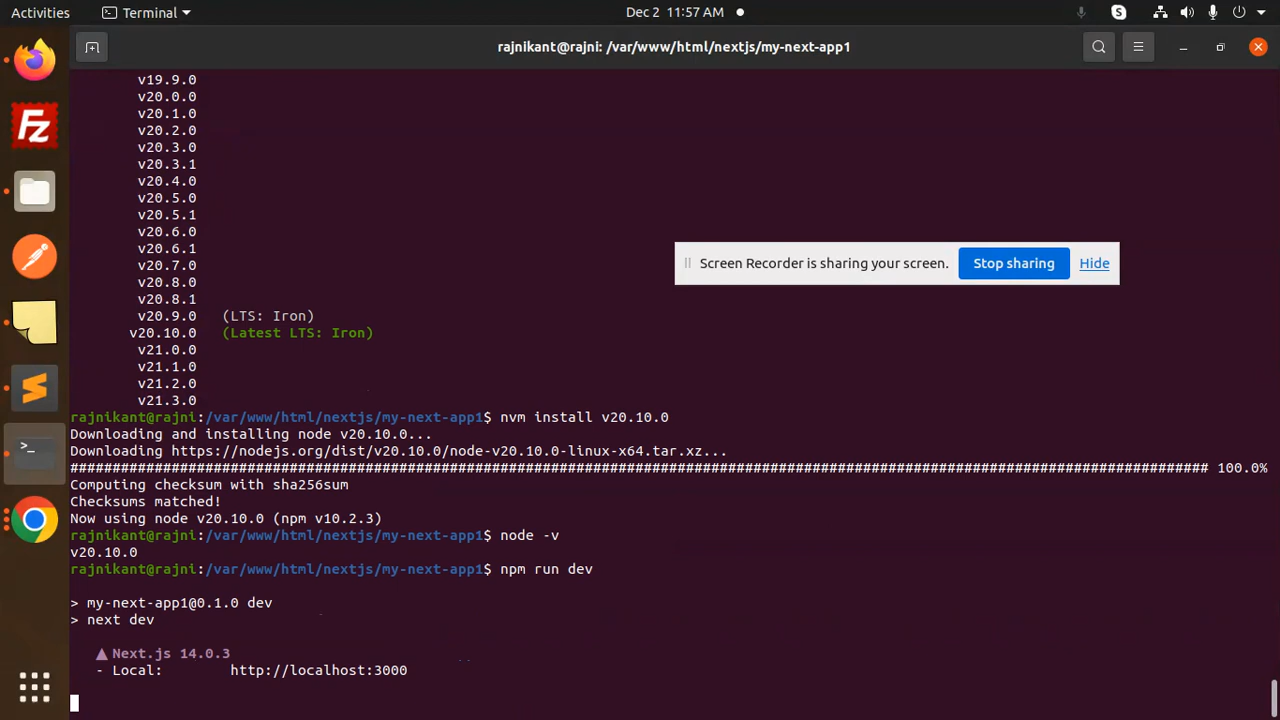 Activities
Terminal
Dec 2 11:57 AM
rajnikant@rajni: /var/www/html/nextjs/my-next-app1
v19.9.0
v20.0.0
v20.1.0
v20.2.0
v20.3.0
v20.3.1
v20.4.0
v20.5.0
v20.5.1
v20.6.0
v20.6.1
v20.7.0
v20.8.0
v20.8.1
v20.9.0 (LTS: Iron)
v20.10.0 (Latest LTS: Iron)
v21.0.0
v21.1.0
v21.2.0
v21.3.0
Screen Recorder is sharing your screen. Stop sharing Hide
rajnikant@rajni:/var/www/html/nextjs/my-next-app1$ nvm install v20.10.0
Downloading and installing node v20.10.0...
Downloading https://nodejs.org/dist/v20.10.0/node-v20.10.0-linux-x64.tar.xz...
####################################################################################################################################### 100.0%
Computing checksum with sha256sum
Checksums matched!
Now using node v20.10.0 (npm v10.2.3)
rajnikant@rajni:/var/www/html/nextjs/my-next-app1$ node -v
v20.10.0
rajnikant@rajni:/var/www/html/nextjs/my-next-app1$ npm run dev
> my-next-app1@0.1.0 dev
> next dev
▲ Next.js 14.0.3
- Local: http://localhost:3000